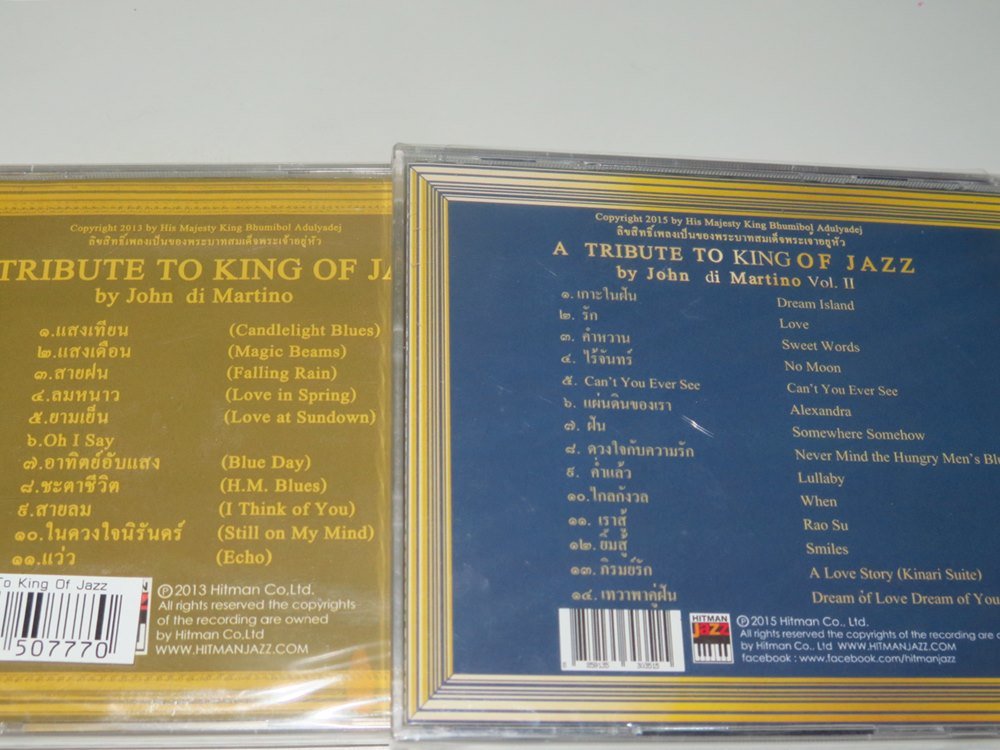 Copyright 2013 by His Majesty King Bhumibol Adulyadej
ลิขสิทธิ์เพลงเป็นของพระบาทสมเด็จพระเจ้าอยู่หัว
TRIBUTE TO KING OF JA
by John di Martino
๑.แสงเทียน (Candlelight Blues)
๒.แสงเดือน (Magic Beams)
๓.สายฝน (Falling Rain)
๔.ลมหนาว (Love in Spring)
๕.ยามเย็น (Love at Sundown)
๖.Oh I Say
๗.อาทิตย์อับแสง (Blue Day)
๘.ชะตาชีวิต (H.M. Blues)
๙.สายลม (I Think of You)
๑๐.ในดวงใจนิรันดร์ (Still on My Mind)
๑๑.แว่ว (Echo)
To King Of Jazz
507770
Ⓟ 2013 Hitman Co.,Ltd.
All rights reserved the copyrights
of the recording are owned
by Hitman Co.Ltd
WWW.HITMANJAZZ.COM
Copyright 2015 by His Majesty King Bhumibol Adulyadej
ลิขสิทธิ์เพลงเป็นของพระบาทสมเด็จพระเจ้าอยู่หัว
A TRIBUTE TO KING OF JAZZ
by John di Martino Vol. II
๑.เกาะในฝัน Dream Island
๒. รัก Love
๓. คำหวาน Sweet Words
๔. ไร้จันทร์ No Moon
๕. Can't You Ever See Can't You Ever See
๖. แผ่นดินของเรา Alexandra
๗. ฝัน Somewhere Somehow
๘. ดวงใจกับความรัก Never Mind the Hungry Men's Blu
๙. ค่ำแล้ว Lullaby
๑๐.ไกลกังวล When
๑๑. เราสู้ Rao Su
๑๒. ยิ้มสู้ Smiles
๑๓. ภิรมย์รัก A Love Story (Kinari Suite)
๑๔. เทวาพาคู่ฝัน Dream of Love Dream of You
HITMAN
jazz
Ⓟ 2015 Hitman Co., Ltd.
All rights reserved the copyrights of the recording are o
by Hitman Co.. Ltd WWW.HITMANJAZZ.COM
facebook : www.facebook.com/hitmanjazz